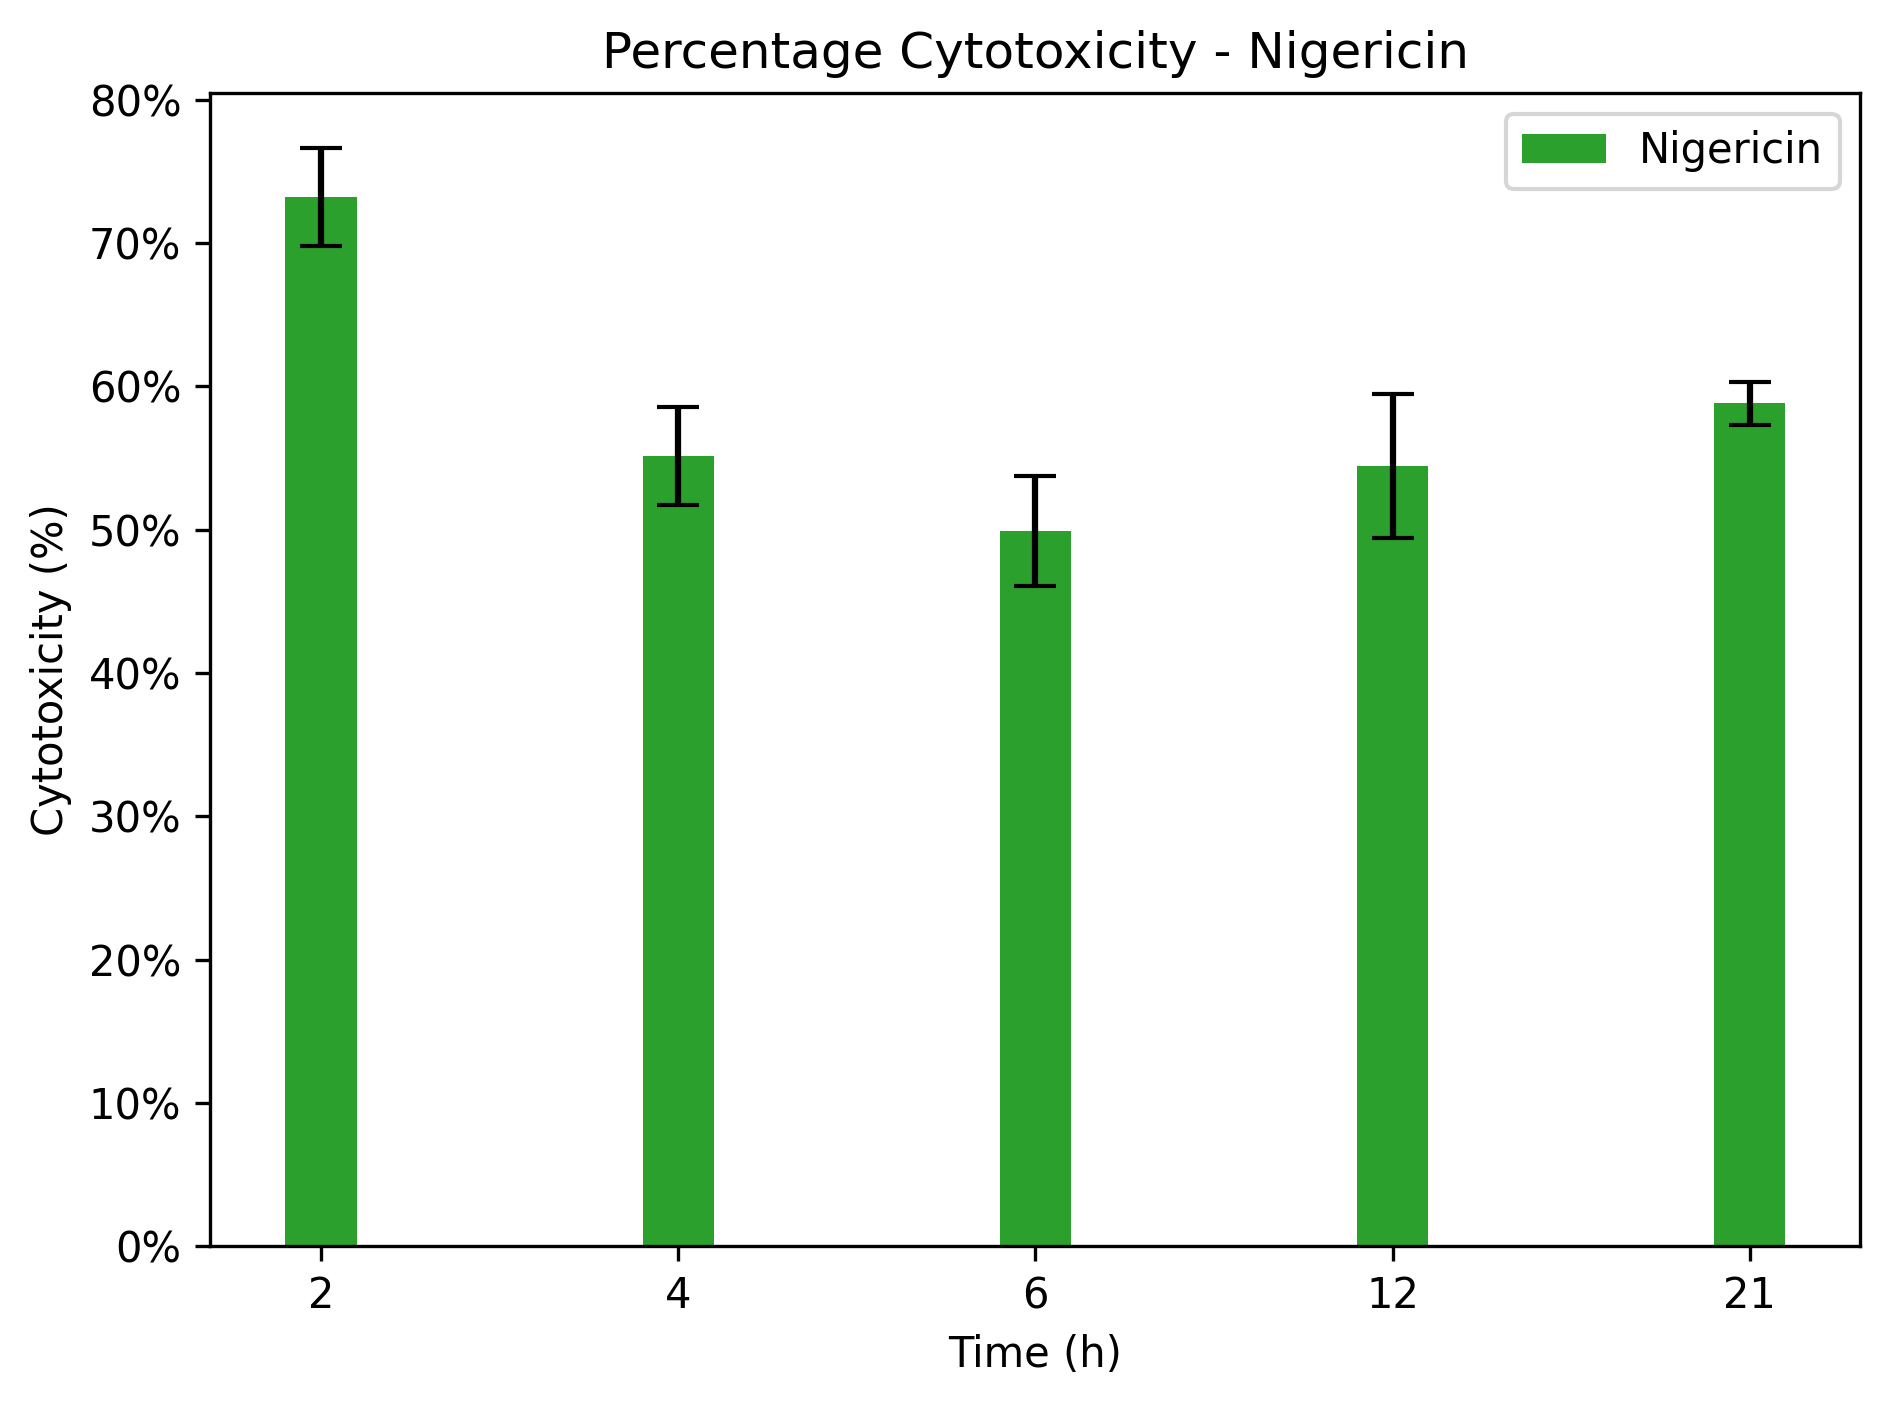 Percentage Cytotoxicity - Nigericin
Nigericin
80%
70%
60%
50%
40%
30%
20%
10%
0%
Cytotoxicity (%)
2 4 6 12 21
Time (h)